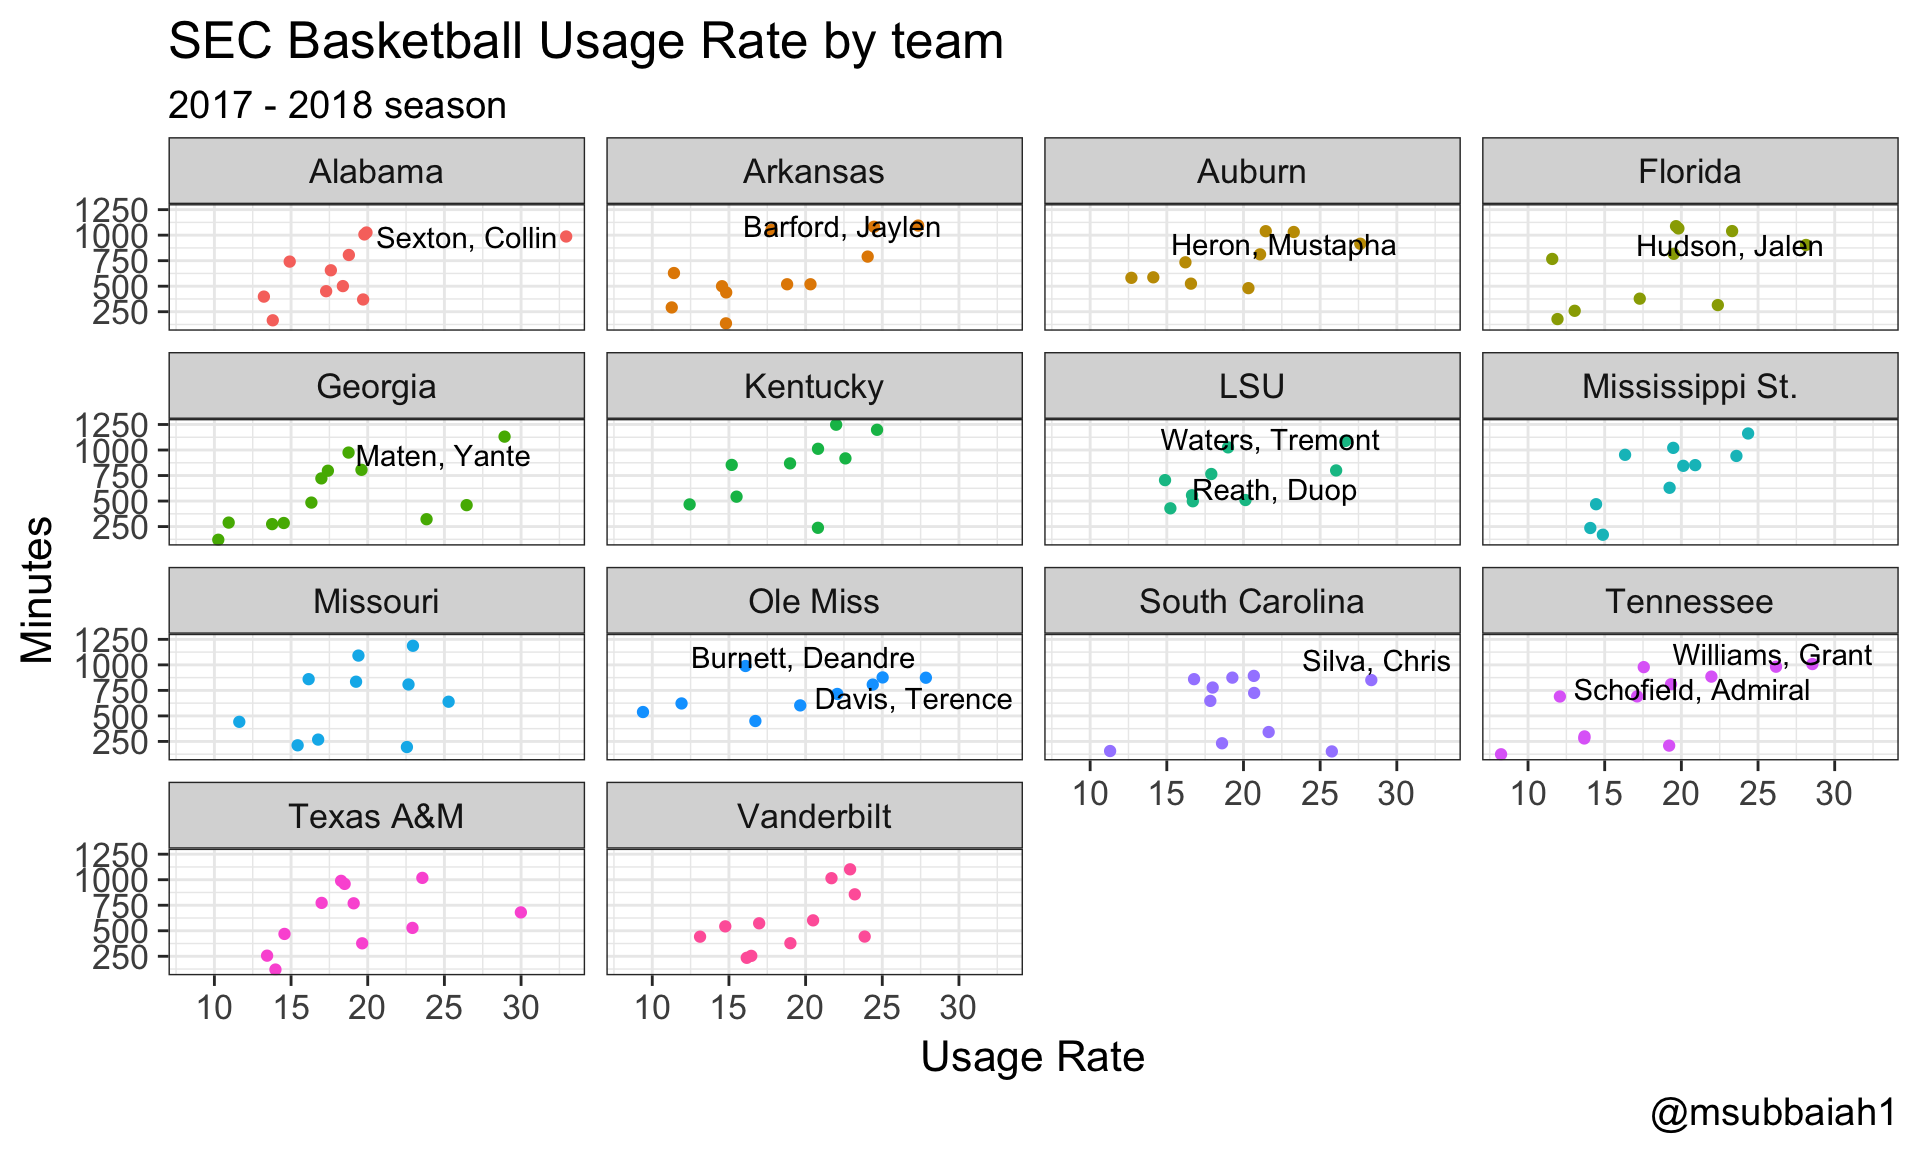 SEC Basketball Usage Rate by team
2017 - 2018 season
Alabama Arkansas Auburn Florida
1250
1000
750
500
250
Sexton, Collin
Barford, Jaylen
Heron, Mustapha
Hudson, Jalen
Georgia Kentucky LSU Mississippi St.
1250
1000
750
500
250
Maten, Yante
Waters, Tremont
Reath, Duop
Missouri Ole Miss South Carolina Tennessee
1250
1000
750
500
250
Burnett, Deandre
Davis, Terence
Silva, Chris
Williams, Grant
Schofield, Admiral
10 15 20 25 30
10 15 20 25 30
Texas A&M Vanderbilt
1250
1000
750
500
250
10 15 20 25 30
10 15 20 25 30
Minutes
Usage Rate
@msubbaiah1